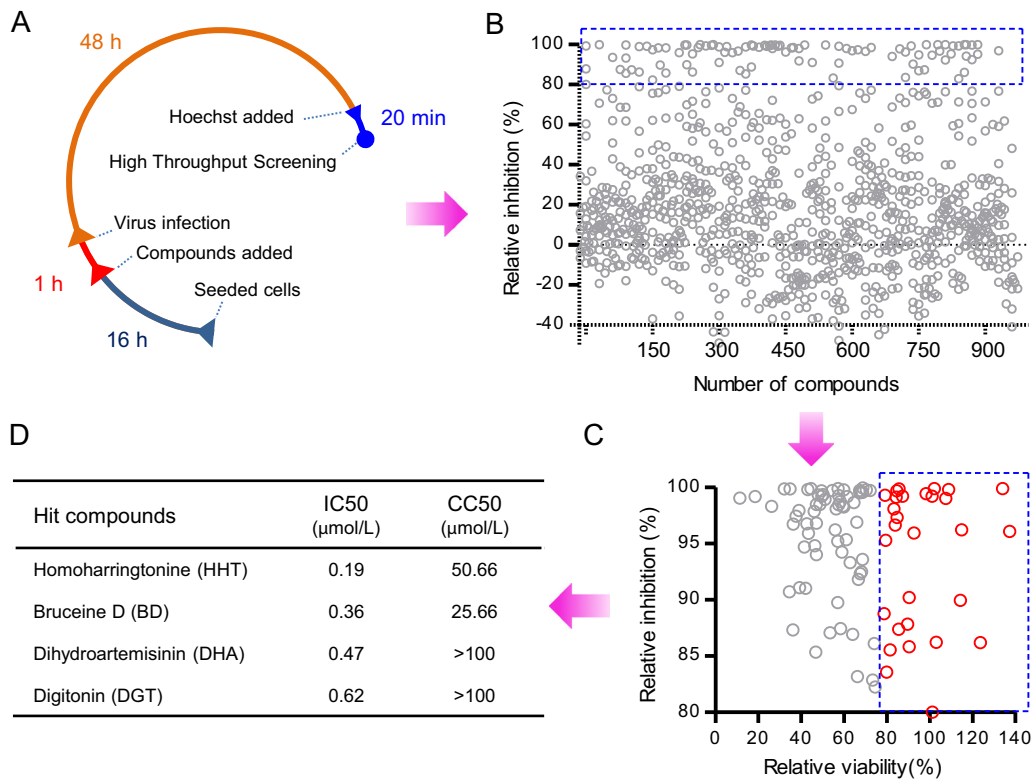 A
48 h
Hoechst added
20 min
High Throughput Screening
Virus infection
Compounds added
1 h
Seeded cells
16 h
B
Relative inhibition (%)
100
80
60
40
20
0
-20
-40
150 300 450 600 750 900
Number of compounds
C
Relative inhibition (%)
100
95
90
85
80
0 20 40 60 80 100 120 140
Relative viability(%)
D
Hit compounds IC50 CC50
(μmol/L) (μmol/L)
Homoharringtonine (HHT) 0.19 50.66
Bruceine D (BD) 0.36 25.66
Dihydroartemisinin (DHA) 0.47 >100
Digitonin (DGT) 0.62 >100